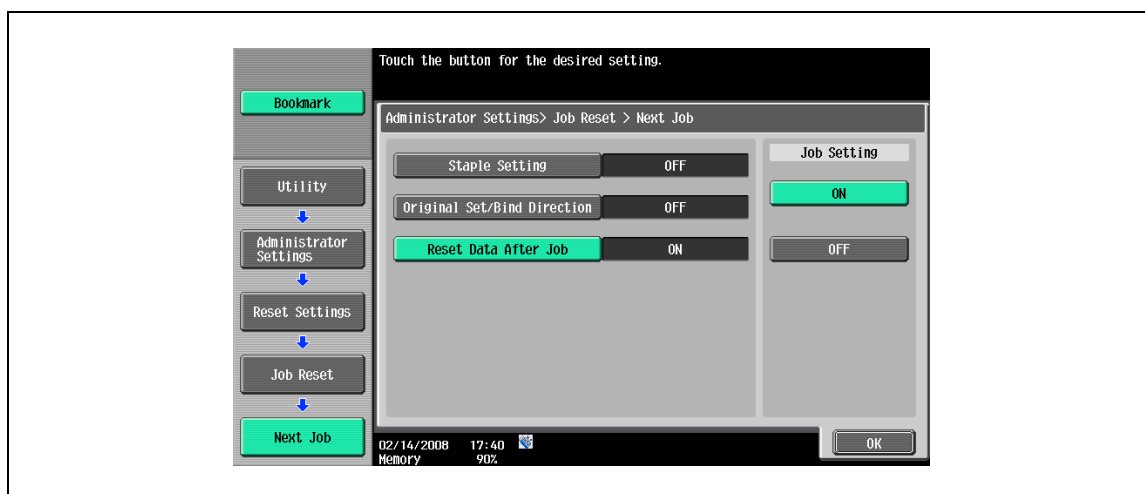 Touch the button for the desired setting.
Bookmark
Administrator Settings> Job Reset > Next Job
Utility
Administrator
Settings
Reset Settings
Job Reset
Next Job
Staple Setting OFF
Original Set/Bind Direction OFF
Reset Data After Job ON
Job Setting
ON
OFF
02/14/2008 17:40
Memory 90%
OK